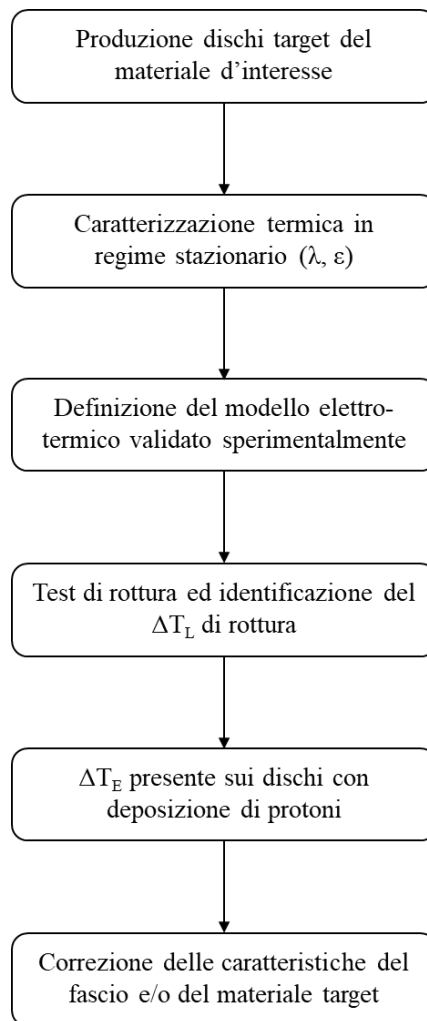 Produzione dischi target del
materiale d’interesse
Caratterizzazione termica in
regime stazionario (λ, ε)
Definizione del modello elettro-
termico validato sperimentalmente
Test di rottura ed identificazione del
ΔT_L di rottura
ΔT_E presente sui dischi con
deposizione di protoni
Correzione delle caratteristiche del
fascio e/o del materiale target